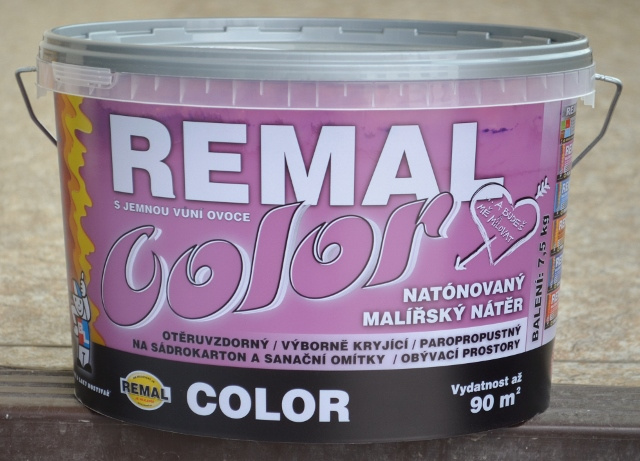 REMAL
S JEMNOU VŮNÍ OVOCE
Color
A BUDEŠ
MĚ MILOVAT
NATÓNOVANÝ
MALÍŘSKÝ NÁTĚR
BALENÍ: 7,5 kg
OTĚRUVZDORNÝ / VÝBORNĚ KRYJÍCÍ / PAROPROPUSTNÝ
NA SÁDROKARTON A SANAČNÍ OMÍTKY / OBÝVACÍ PROSTORY
REMAL
COLOR
Vydatnost až
90 m²